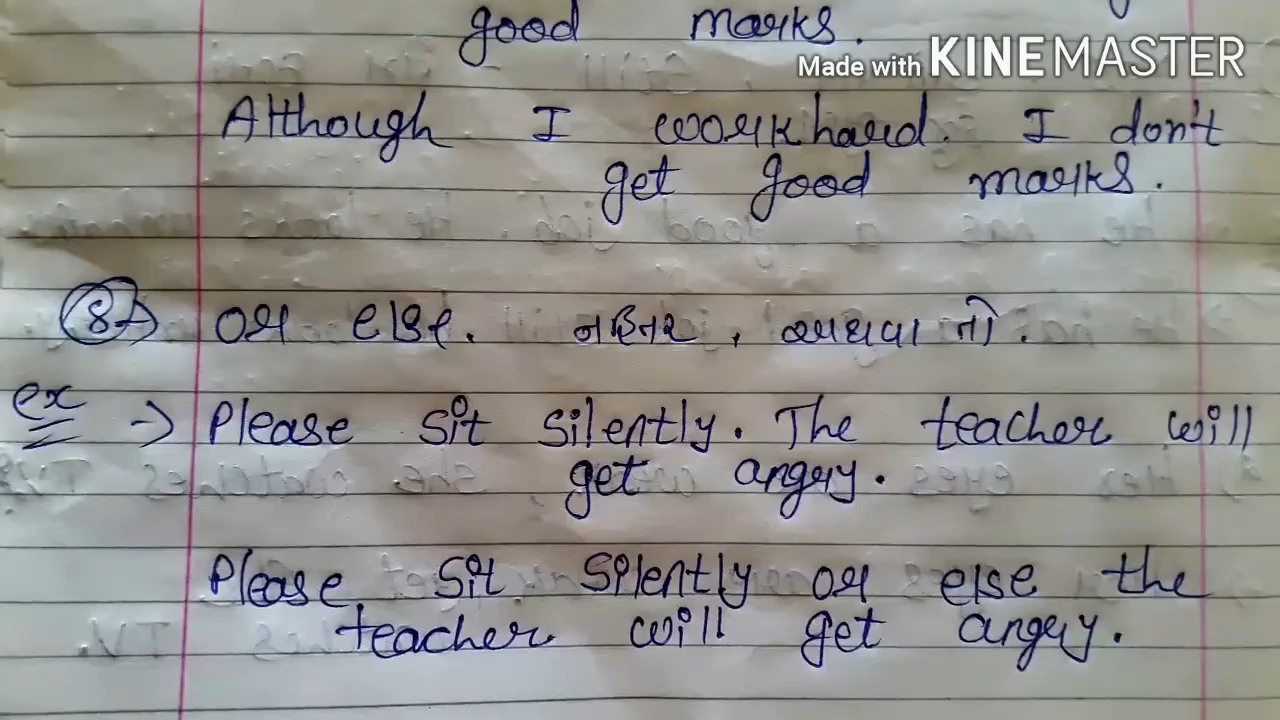 good marks.
Made with KINEMASTER
Although I work hard. I don't
get good marks.
8) or else. નહિતર, અથવા તો.
ex → Please sit silently. The teacher will
get angry.
Please sit silently or else the
teacher will get angry.